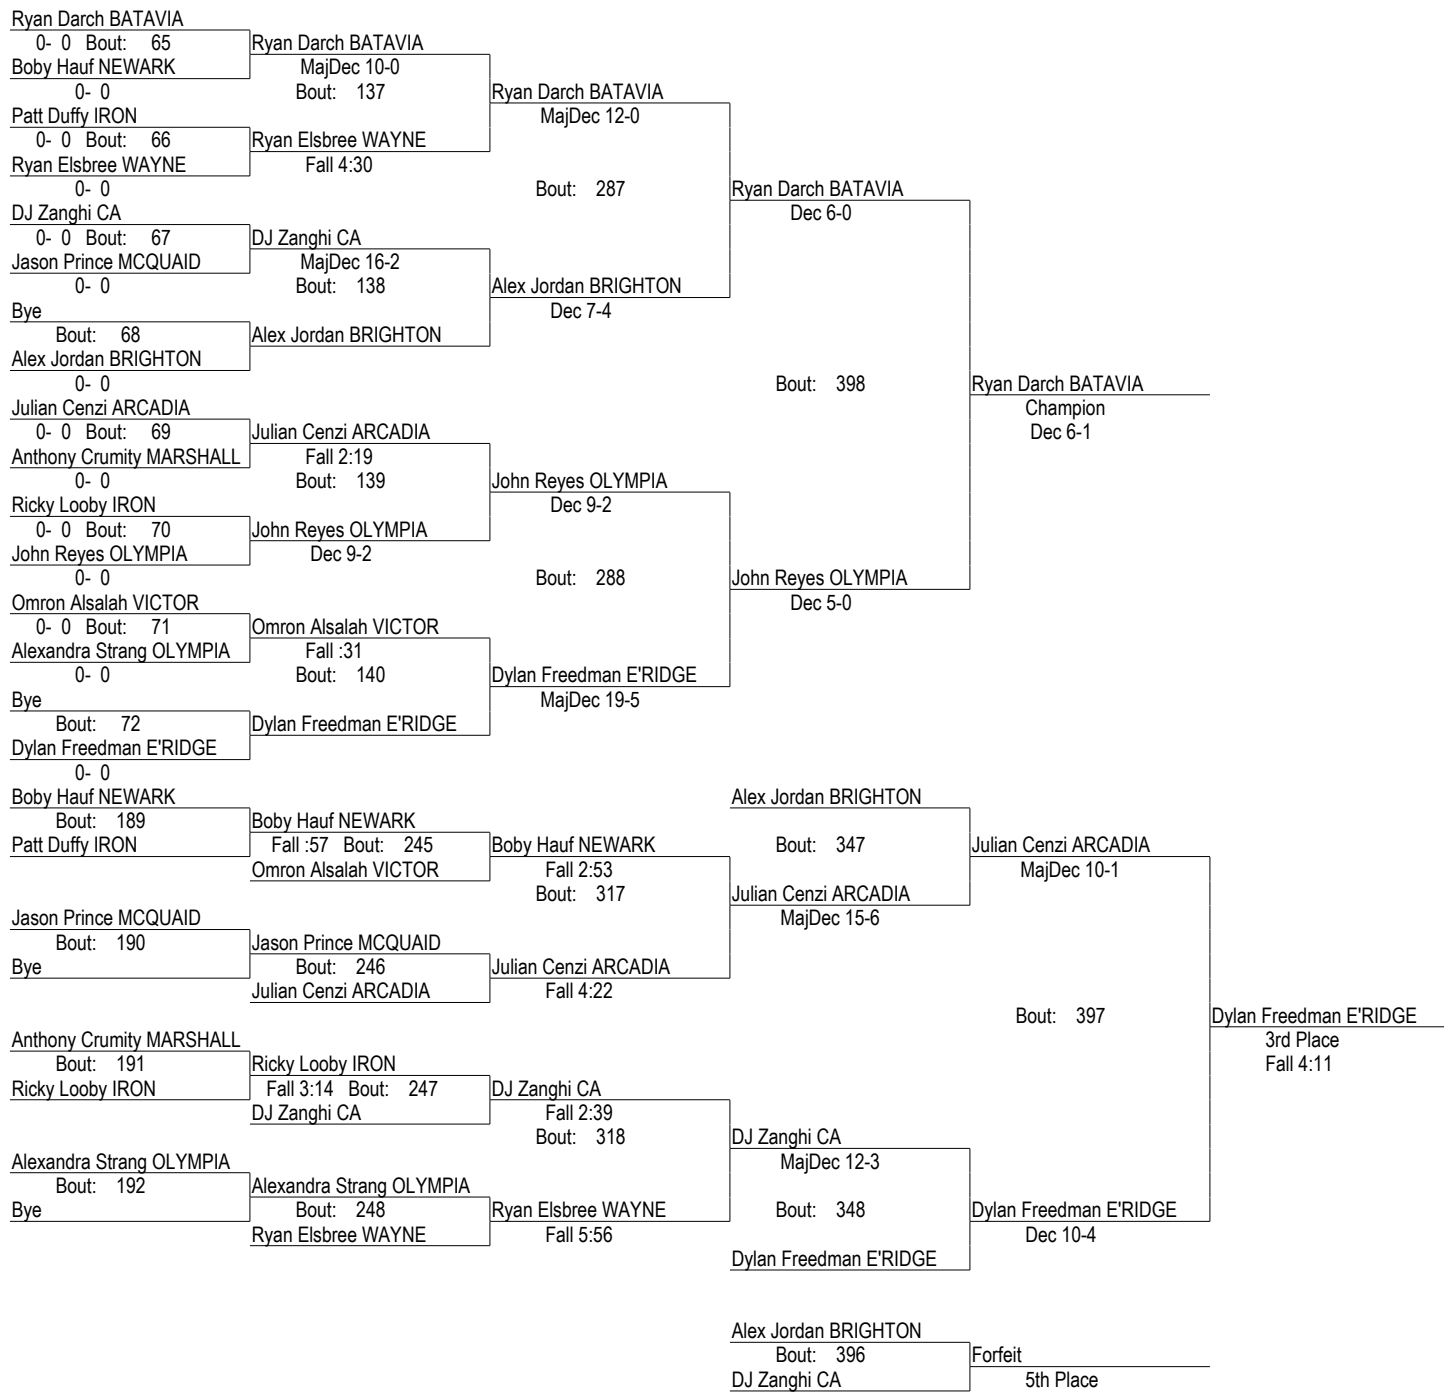 Ryan Darch BATAVIA
0- 0 Bout: 65 Ryan Darch BATAVIA
Boby Hauf NEWARK MajDec 10-0
0- 0 Bout: 137 Ryan Darch BATAVIA
Patt Duffy IRON MajDec 12-0
0- 0 Bout: 66 Ryan Elsbree WAYNE
Ryan Elsbree WAYNE Fall 4:30
0- 0 Bout: 287 Ryan Darch BATAVIA
DJ Zanghi CA Dec 6-0
0- 0 Bout: 67 DJ Zanghi CA
Jason Prince MCQUAID MajDec 16-2
0- 0 Bout: 138 Alex Jordan BRIGHTON
Bye Dec 7-4
Bout: 68 Alex Jordan BRIGHTON
Alex Jordan BRIGHTON
0- 0 Bout: 398 Ryan Darch BATAVIA
Julian Cenzi ARCADIA Champion
0- 0 Bout: 69 Julian Cenzi ARCADIA Dec 6-1
Anthony Crumity MARSHALL Fall 2:19
0- 0 Bout: 139 John Reyes OLYMPIA
Ricky Looby IRON Dec 9-2
0- 0 Bout: 70 John Reyes OLYMPIA
John Reyes OLYMPIA Dec 9-2
0- 0 Bout: 288 John Reyes OLYMPIA
Omron Alsalah VICTOR Dec 5-0
0- 0 Bout: 71 Omron Alsalah VICTOR
Alexandra Strang OLYMPIA Fall :31
0- 0 Bout: 140 Dylan Freedman E'RIDGE
Bye MajDec 19-5
Bout: 72 Dylan Freedman E'RIDGE
Dylan Freedman E'RIDGE
0- 0
Boby Hauf NEWARK Alex Jordan BRIGHTON
Bout: 189 Boby Hauf NEWARK
Patt Duffy IRON Fall :57 Bout: 245 Boby Hauf NEWARK Bout: 347 Julian Cenzi ARCADIA
Omron Alsalah VICTOR Fall 2:53 MajDec 10-1
Bout: 317 Julian Cenzi ARCADIA
Jason Prince MCQUAID MajDec 15-6
Bout: 190 Jason Prince MCQUAID
Bye Bout: 246 Julian Cenzi ARCADIA
Julian Cenzi ARCADIA Fall 4:22
Bout: 397 Dylan Freedman E'RIDGE
Anthony Crumity MARSHALL 3rd Place
Bout: 191 Ricky Looby IRON Fall 4:11
Ricky Looby IRON Fall 3:14 Bout: 247 DJ Zanghi CA
DJ Zanghi CA Fall 2:39
Bout: 318 DJ Zanghi CA
Alexandra Strang OLYMPIA MajDec 12-3
Bout: 192 Alexandra Strang OLYMPIA
Bye Bout: 248 Ryan Elsbree WAYNE Bout: 348 Dylan Freedman E'RIDGE
Ryan Elsbree WAYNE Fall 5:56 Dec 10-4
Dylan Freedman E'RIDGE
Alex Jordan BRIGHTON
Bout: 396 Forfeit
DJ Zanghi CA 5th Place